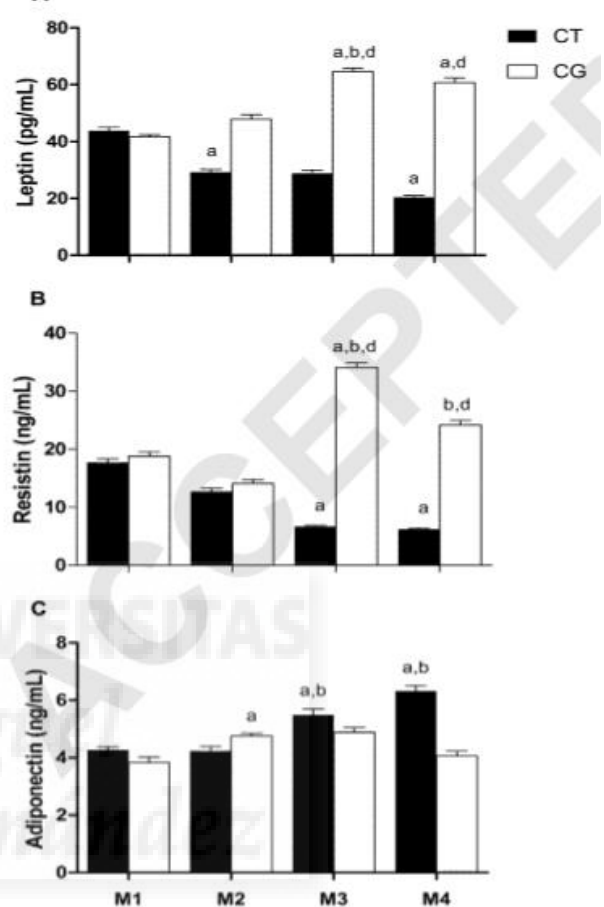 80
60
40
20
0
Leptin (pg/mL)
a
a,b,d
a,d
a
CT
CG
B
40
30
20
10
0
Resistin (ng/mL)
a,b,d
b,d
a
a
C
8
6
4
2
0
Adiponectin (ng/mL)
a
a,b
a,b
M1 M2 M3 M4
ACCEPTED
VERSITAS